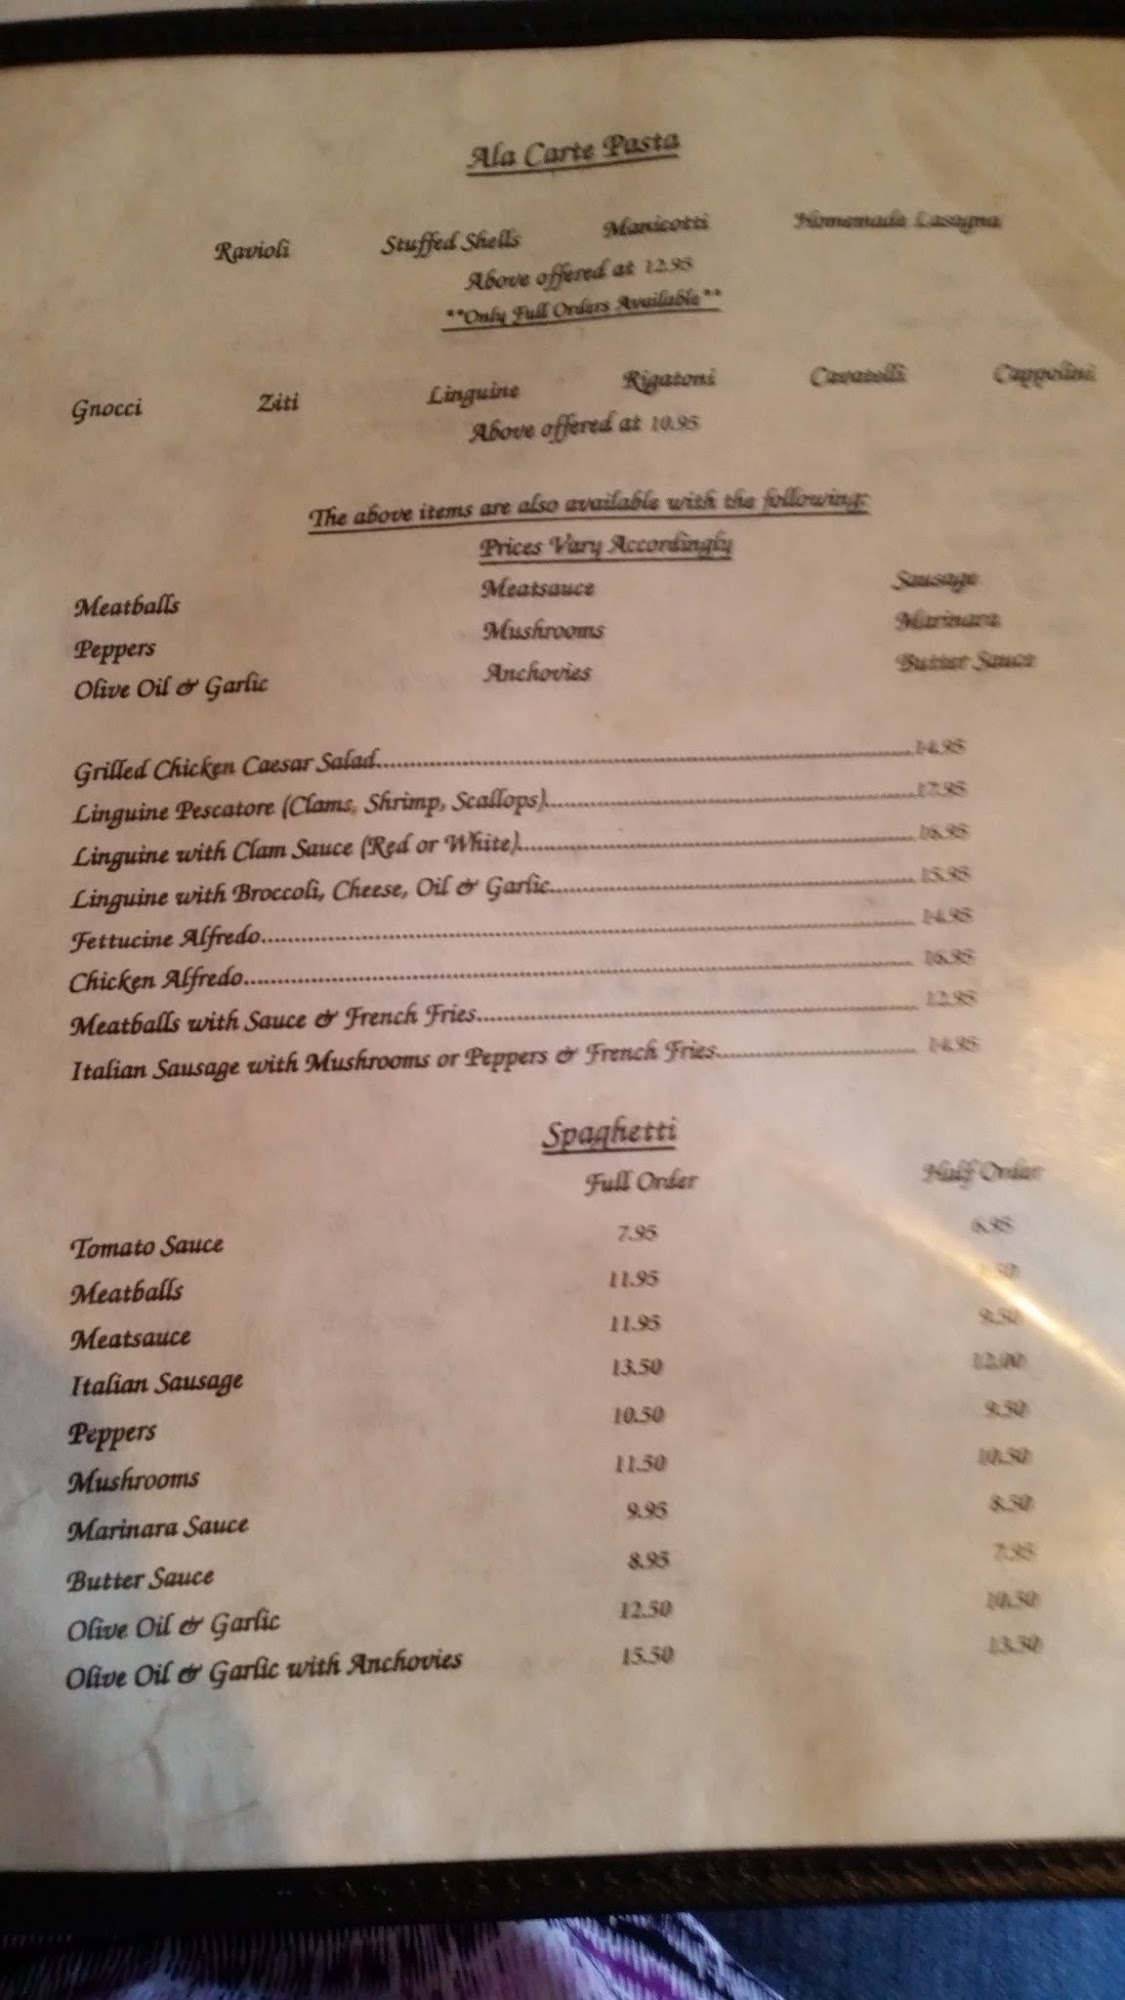 Ala Carte Pasta
Ravioli Stuffed Shells Manicotti Homemade Lasagna
Above offered at 12.95
**Only Full Orders Available**
Gnocci Ziti Linguine Rigatoni Cavatelli Cappolini
Above offered at 10.95
The above items are also available with the following:
Prices Vary Accordingly
Meatballs Meatsauce Sausage
Peppers Mushrooms Marinara
Olive Oil & Garlic Anchovies Butter Sauce
Grilled Chicken Caesar Salad 14.95
Linguine Pescatore (Clams, Shrimp, Scallops) 17.95
Linguine with Clam Sauce (Red or White) 16.95
Linguine with Broccoli, Cheese, Oil & Garlic 15.95
Fettucine Alfredo 14.95
Chicken Alfredo 16.95
Meatballs with Sauce & French Fries 12.95
Italian Sausage with Mushrooms or Peppers & French Fries 14.95
Spaghetti
Full Order Half Order
Tomato Sauce 7.95 6.95
Meatballs 11.95
Meatsauce 11.95 9.50
Italian Sausage 13.50 12.00
Peppers 10.50 9.50
Mushrooms 11.50 10.50
Marinara Sauce 9.95 8.50
Butter Sauce 8.95 7.95
Olive Oil & Garlic 12.50 10.50
Olive Oil & Garlic with Anchovies 15.50 13.50